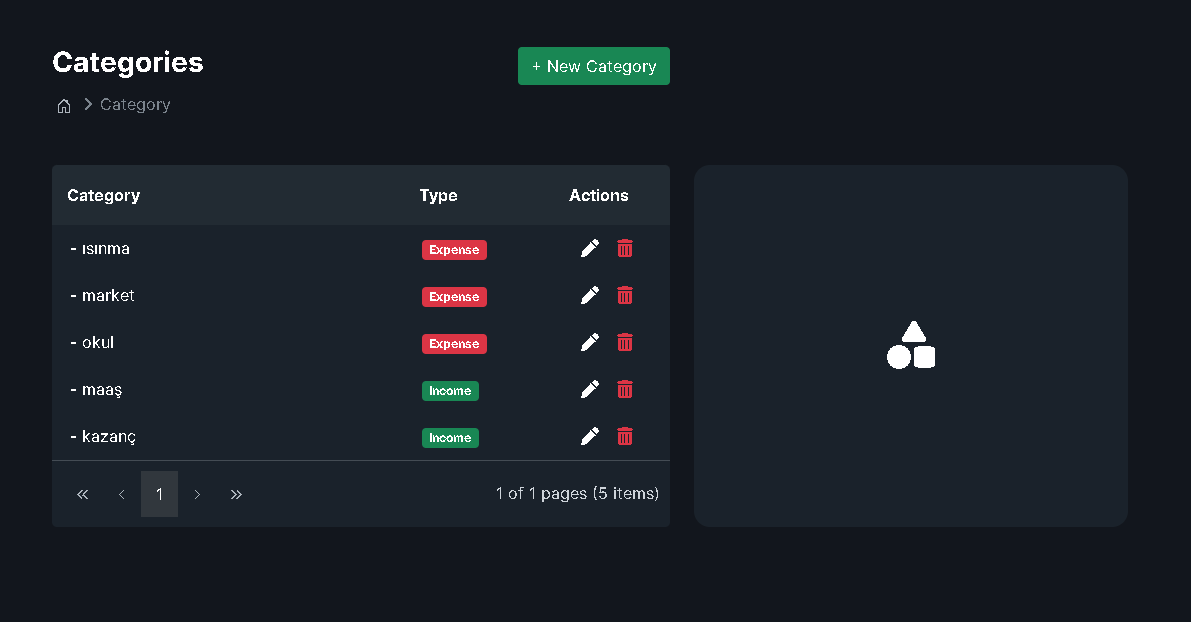 Categories
+ New Category
Category
Category Type Actions
- ısınma Expense
- market Expense
- okul Expense
- maaş Income
- kazanç Income
« ‹ 1 › » 1 of 1 pages (5 items)